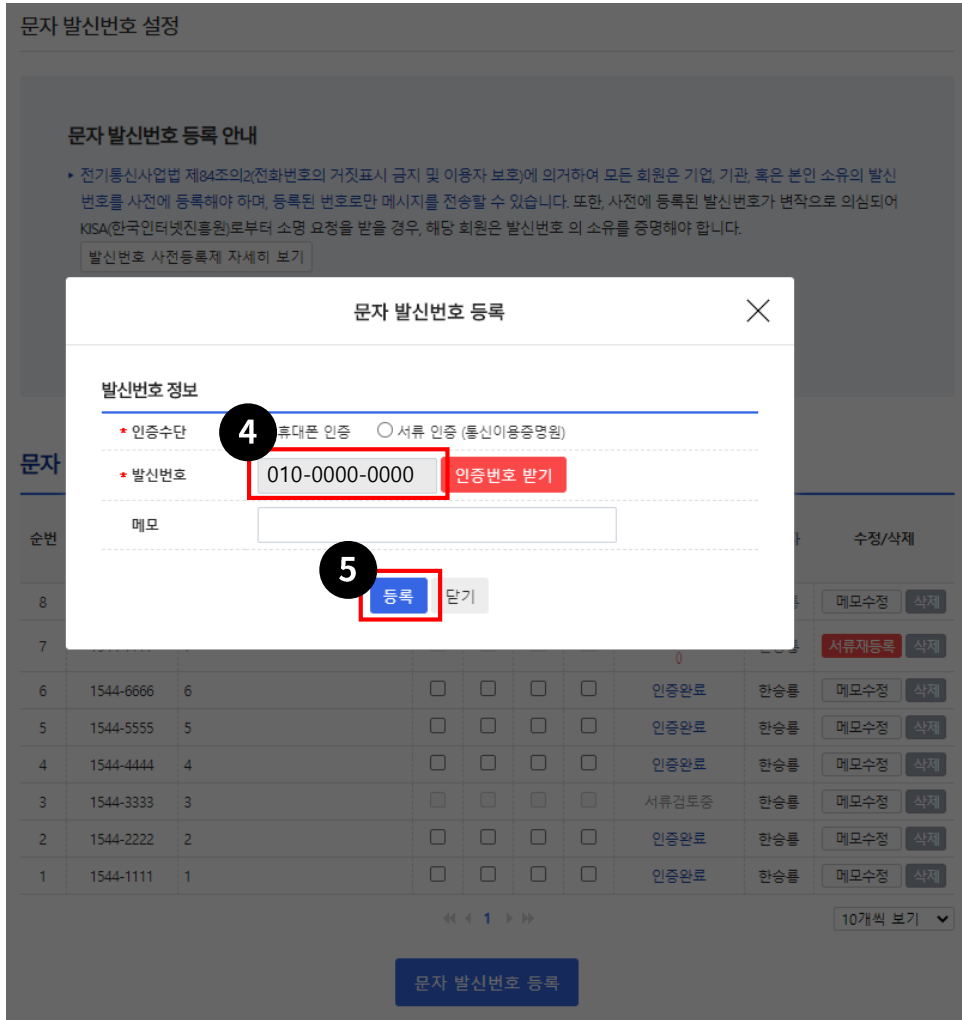 문자 발신번호 설정
문자 발신번호 등록 안내
▸ 전기통신사업법 제84조의2(전화번호의 거짓표시 금지 및 이용자 보호)에 의거하여 모든 회원은 기업, 기관, 혹은 본인 소유의 발신
번호를 사전에 등록해야 하며, 등록된 번호로만 메시지를 전송할 수 있습니다. 또한, 사전에 등록된 발신번호가 변작으로 의심되어
KISA(한국인터넷진흥원)로부터 소명 요청을 받을 경우, 해당 회원은 발신번호 의 소유를 증명해야 합니다.
발신번호 사전등록제 자세히 보기
문자 발신번호 등록
발신번호 정보
* 인증수단 4 휴대폰 인증 서류 인증 (통신이용증명원)
* 발신번호 010-0000-0000 인증번호 받기
메모
5 등록 닫기
문자
순번 수정/삭제
8 메모수정 삭제
7 서류재등록 삭제
6 1544-6666 6 인증완료 한승룡 메모수정 삭제
5 1544-5555 5 인증완료 한승룡 메모수정 삭제
4 1544-4444 4 인증완료 한승룡 메모수정 삭제
3 1544-3333 3 서류검토중 한승룡 메모수정 삭제
2 1544-2222 2 인증완료 한승룡 메모수정 삭제
1 1544-1111 1 인증완료 한승룡 메모수정 삭제
1 10개씩 보기
문자 발신번호 등록